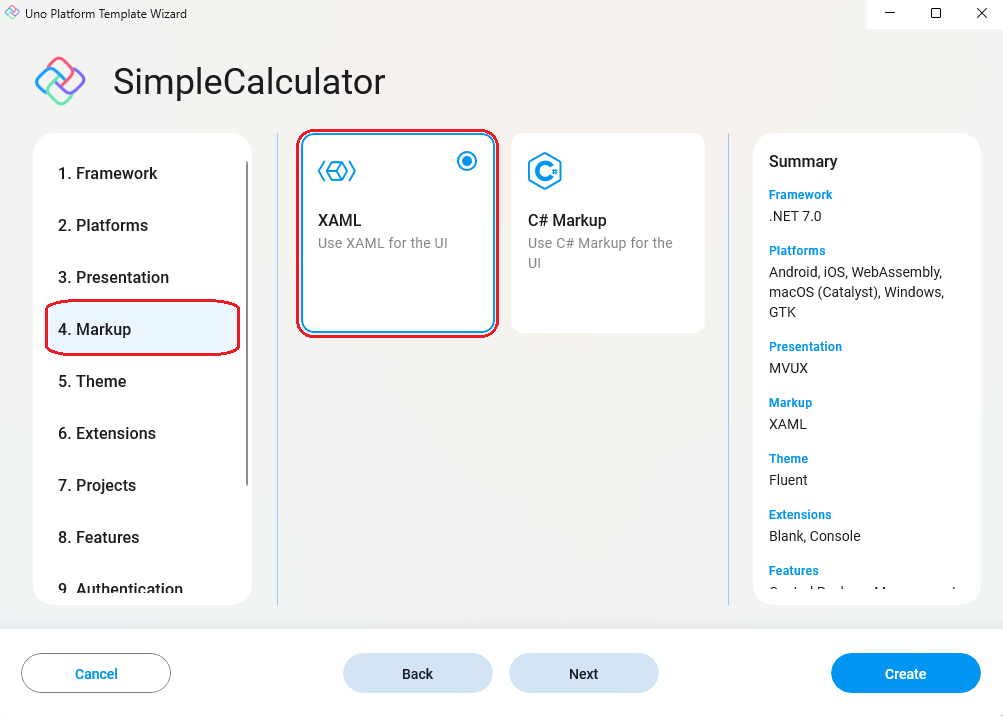 Uno Platform Template Wizard
SimpleCalculator
1. Framework
2. Platforms
3. Presentation
4. Markup
5. Theme
6. Extensions
7. Projects
8. Features
9. Authentication
XAML
Use XAML for the UI
C# Markup
Use C# Markup for the
UI
Summary
Framework
.NET 7.0
Platforms
Android, iOS, WebAssembly,
macOS (Catalyst), Windows,
GTK
Presentation
MVUX
Markup
XAML
Theme
Fluent
Extensions
Blank, Console
Features
Cancel
Back
Next
Create